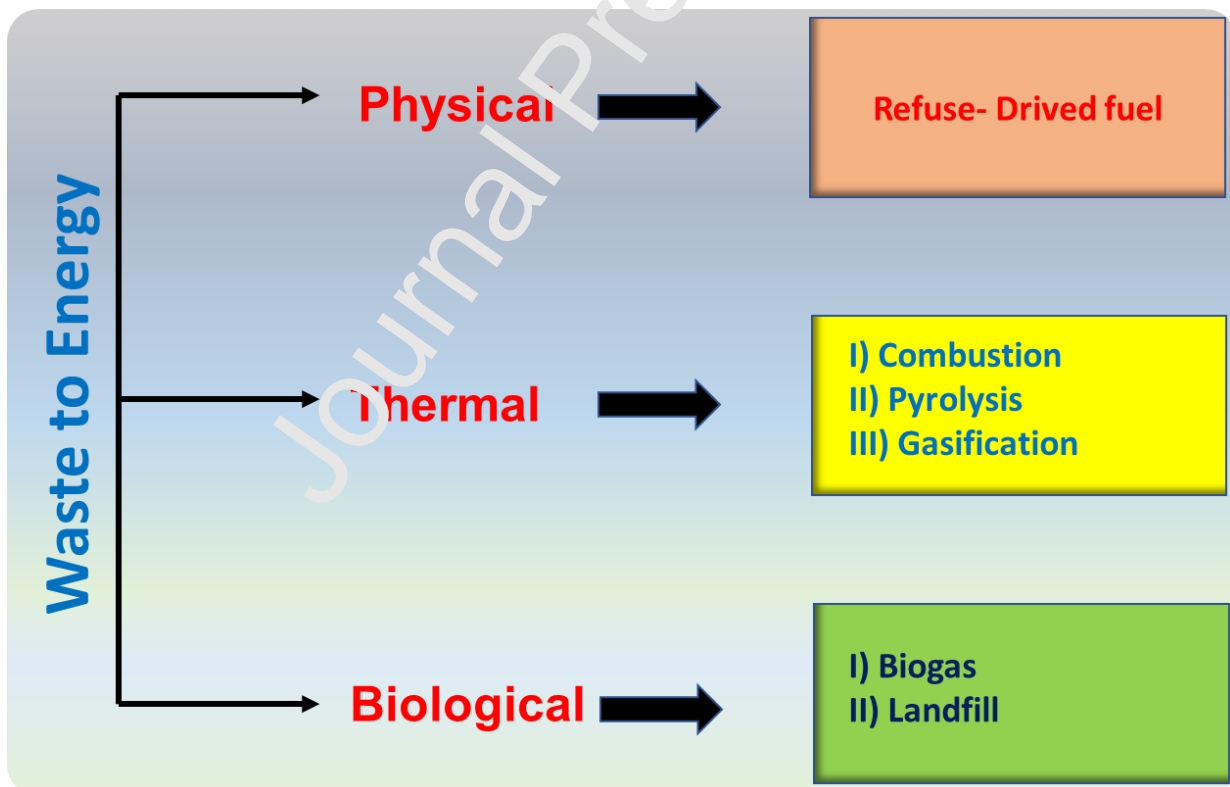 Waste to Energy
Physical
Refuse- Drived fuel
Thermal
I) Combustion
II) Pyrolysis
III) Gasification
Biological
I) Biogas
II) Landfill
Journal Pre